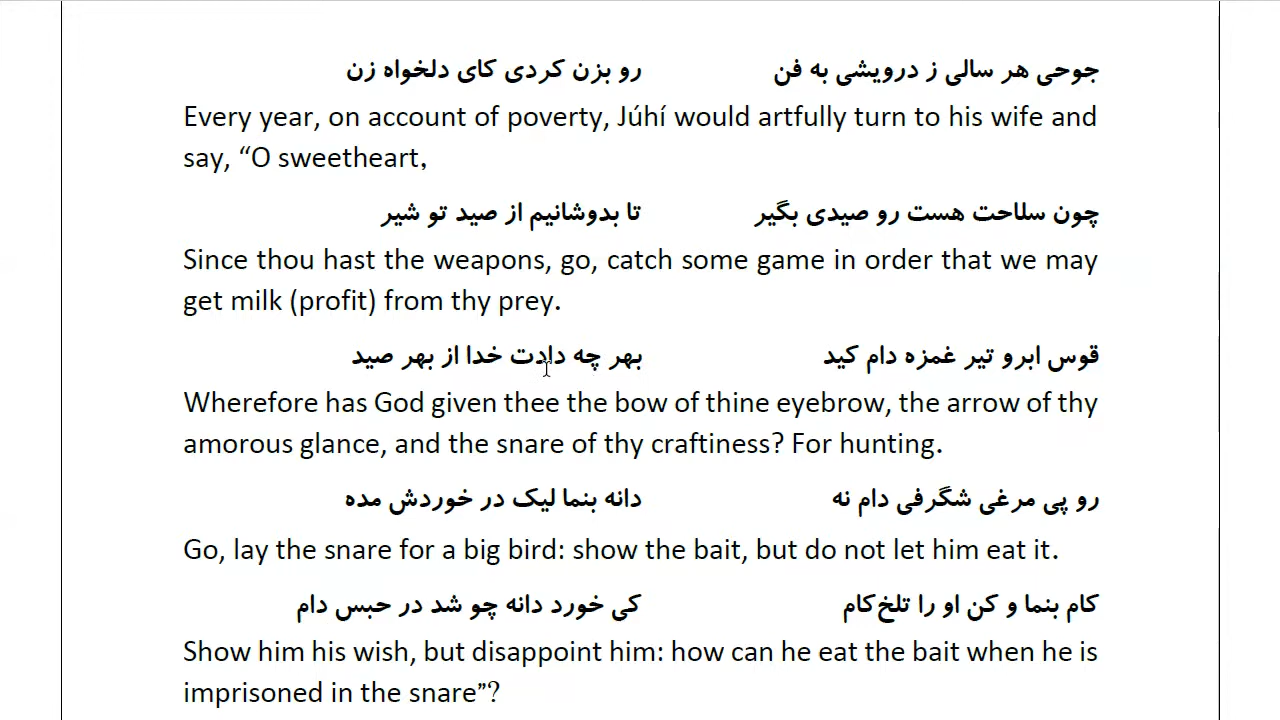 جوحی هر سالی ز درویشی به فن رو بزن کردی کای دلخواه زن
Every year, on account of poverty, Júhí would artfully turn to his wife and
say, “O sweetheart,
چون سلاحت هست رو صیدی بگیر تا بدوشانیم از صید تو شیر
Since thou hast the weapons, go, catch some game in order that we may
get milk (profit) from thy prey.
قوس ابرو تیر غمزه دام کید بهر چه دادت خدا از بهر صید
Wherefore has God given thee the bow of thine eyebrow, the arrow of thy
amorous glance, and the snare of thy craftiness? For hunting.
رو پی مرغی شگرفی دام نه دانه بنما لیک در خوردش مده
Go, lay the snare for a big bird: show the bait, but do not let him eat it.
کام بنما و کن او را تلخ‌کام کی خورد دانه چو شد در حبس دام
Show him his wish, but disappoint him: how can he eat the bait when he is
imprisoned in the snare”?